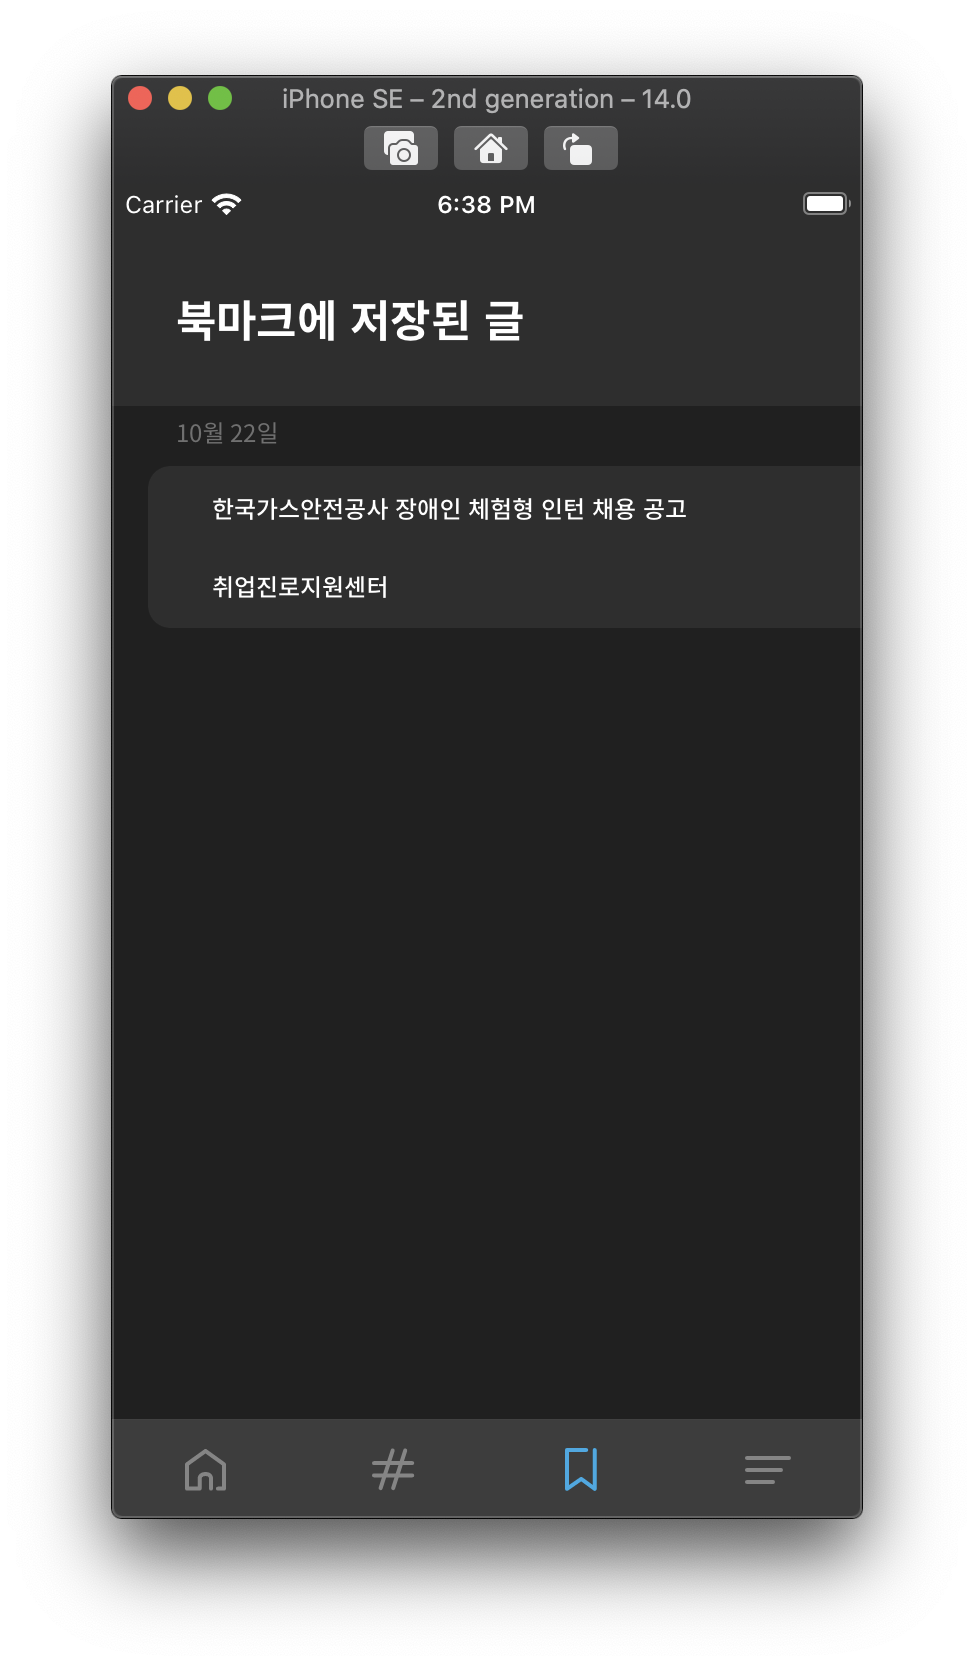 iPhone SE – 2nd generation – 14.0
Carrier 6:38 PM
북마크에 저장된 글
10월 22일
한국가스안전공사 장애인 체험형 인턴 채용 공고
취업진로지원센터